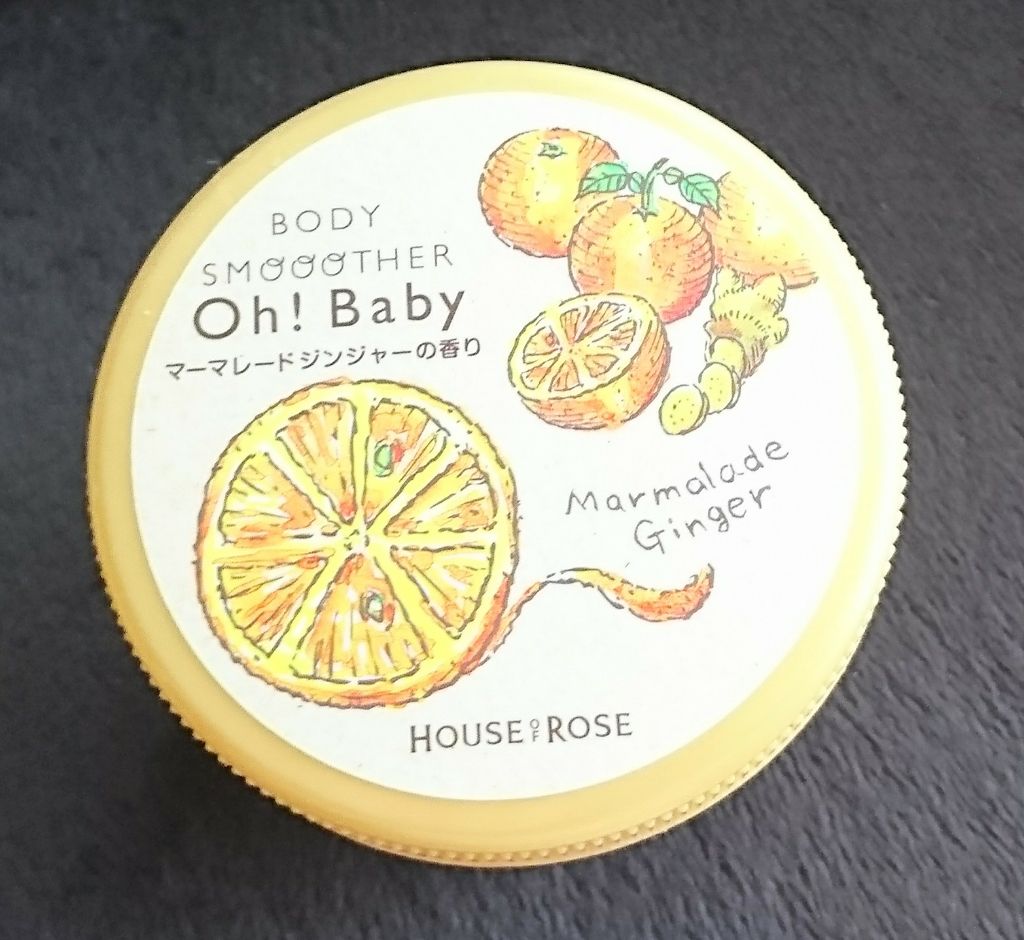 BODY
SMOOOTHER
Oh! Baby
マーマレードジンジャーの香り
Marmalade
Ginger
HOUSE OF ROSE